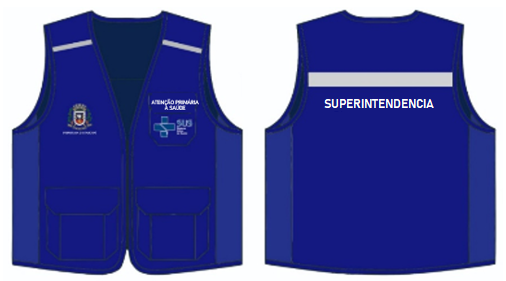 ATENÇÃO PRIMÁRIA
À SAÚDE
SUS
SUPERINTENDENCIA